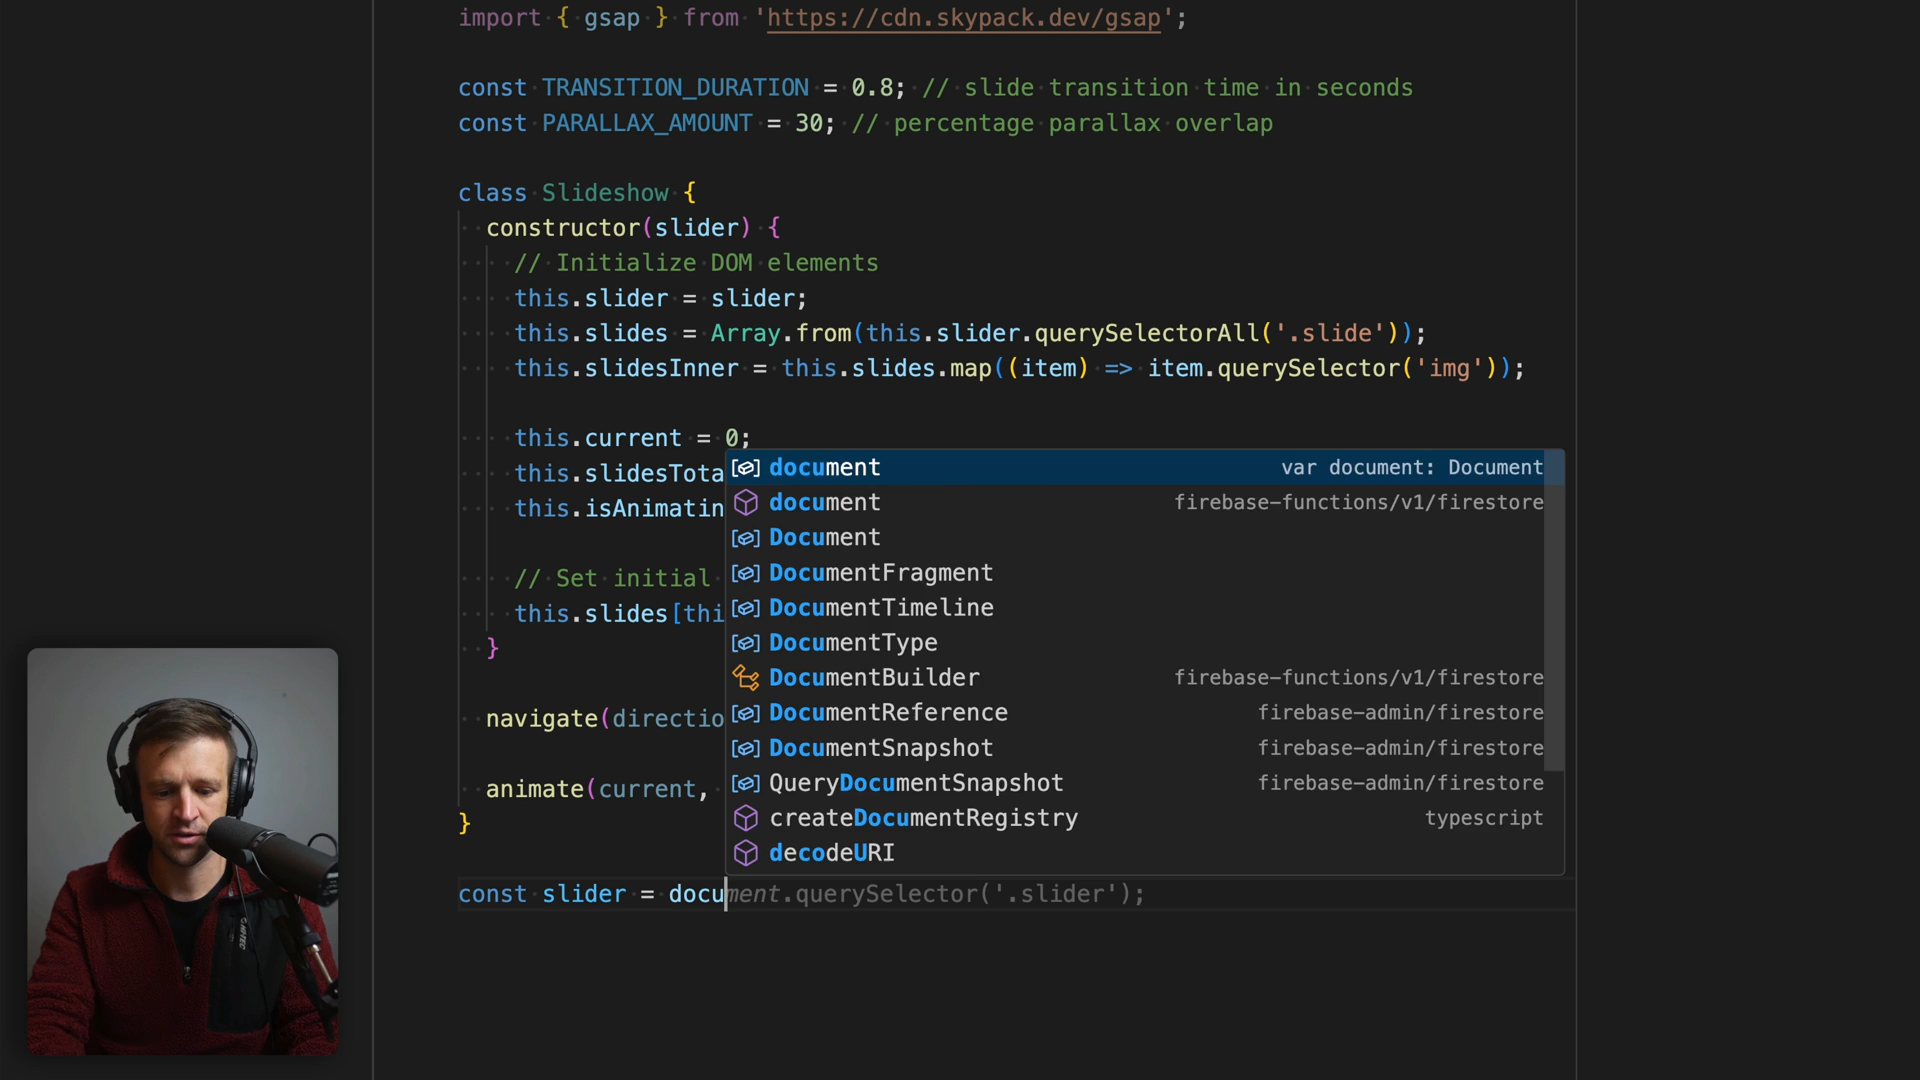 import { gsap } from 'https://cdn.skypack.dev/gsap';
const TRANSITION_DURATION = 0.8; // slide transition time in seconds
const PARALLAX_AMOUNT = 30; // percentage parallax overlap
class Slideshow {
constructor(slider) {
// Initialize DOM elements
this.slider = slider;
this.slides = Array.from(this.slider.querySelectorAll('.slide'));
this.slidesInner = this.slides.map((item) => item.querySelector('img'));
this.current = 0;
document var document: Document
this.slidesTota
document firebase-functions/v1/firestore
this.isAnimatin
Document
DocumentFragment
// Set initial
DocumentTimeline
this.slides[thi
DocumentType
}
DocumentBuilder firebase-functions/v1/firestore
DocumentReference firebase-admin/firestore
navigate(directio
DocumentSnapshot firebase-admin/firestore
QueryDocumentSnapshot firebase-admin/firestore
animate(current,
createDocumentRegistry typescript
}
decodeURI
const slider = document.querySelector('.slider');